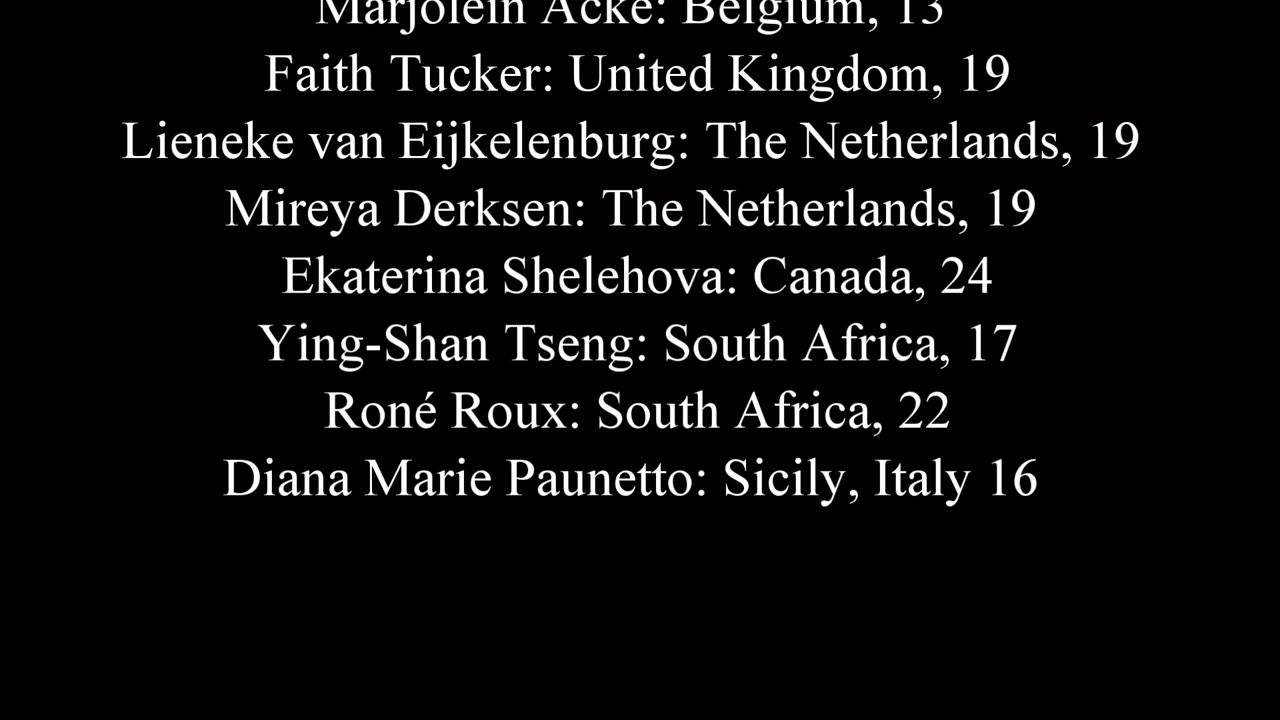 Marjolein Acke: Belgium, 13
Faith Tucker: United Kingdom, 19
Lieneke van Eijkelenburg: The Netherlands, 19
Mireya Derksen: The Netherlands, 19
Ekaterina Shelehova: Canada, 24
Ying-Shan Tseng: South Africa, 17
Roné Roux: South Africa, 22
Diana Marie Paunetto: Sicily, Italy 16